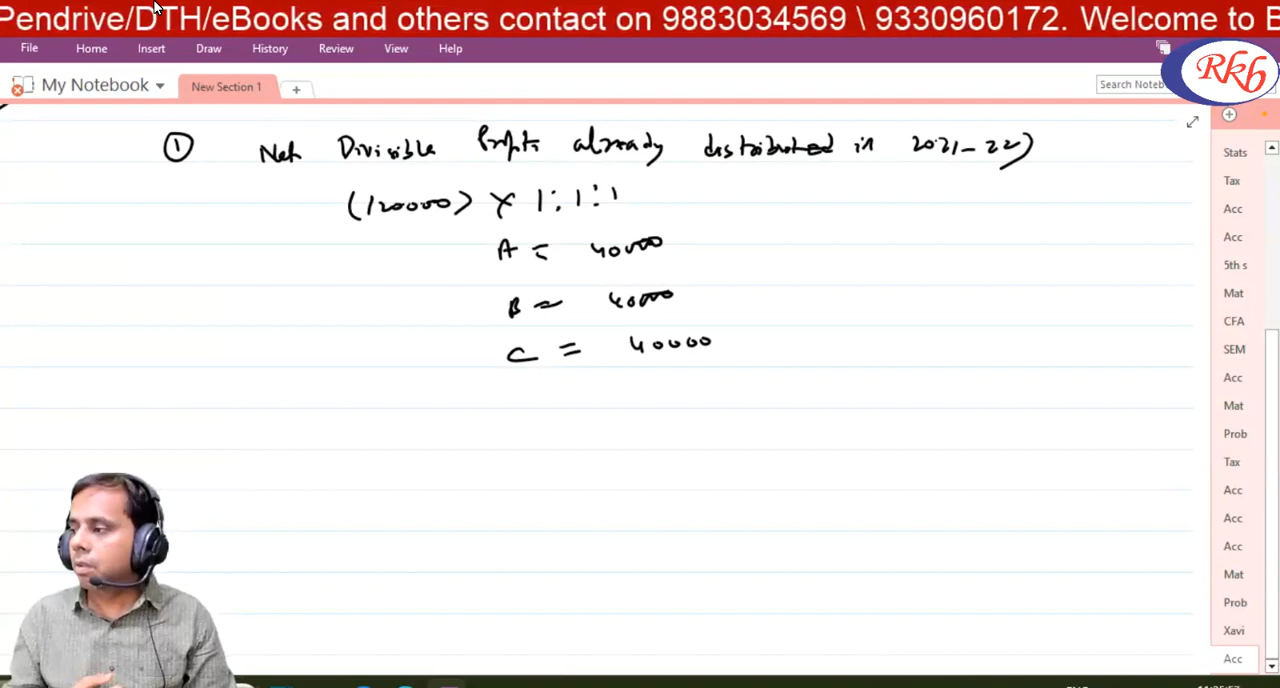 Pendrive/DTH/eBooks and others contact on 9883034569 \ 9330960172. Welcome to E
File Home Insert Draw History Review View Help
Rkb
My Notebook New Section 1 + Search Noteb
① Net Divisible Profits already distributed in 2021-22)
(120000) X 1:1:1
A = 40000
B = 40000
C = 40000
Stats
Tax
Acc
Acc
5th s
Mat
CFA
SEM
Acc
Mat
Prob
Tax
Acc
Acc
Acc
Mat
Prob
Xavi
Acc